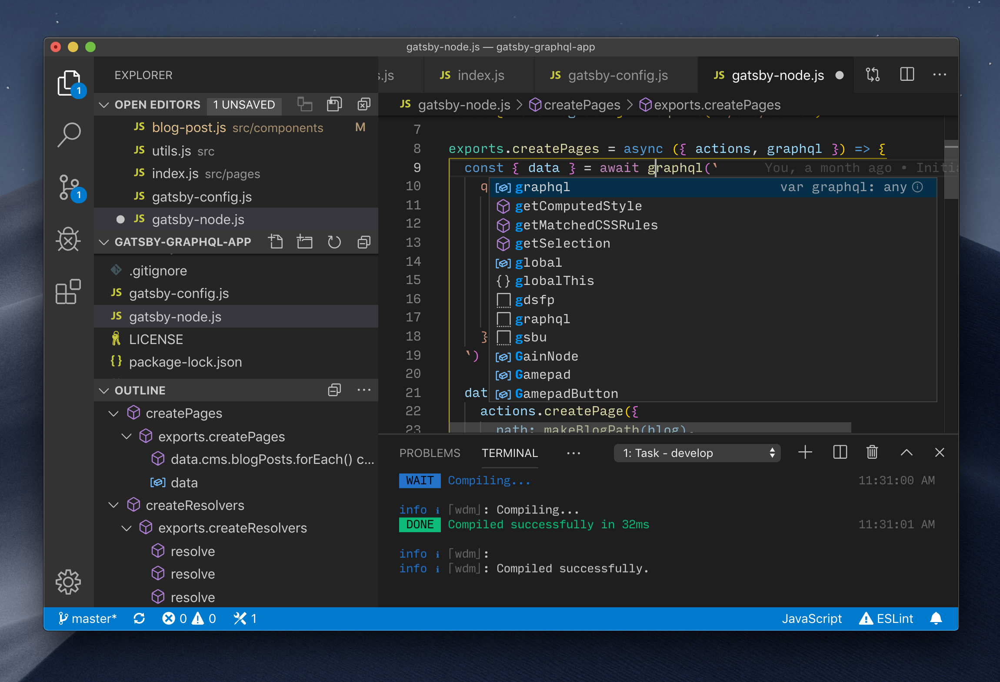 gatsby-node.js — gatsby-graphql-app
EXPLORER
1
1
OPEN EDITORS 1 UNSAVED
JS blog-post.js src/components M
JS utils.js src
JS index.js src/pages
JS gatsby-config.js
JS gatsby-node.js
GATSBY-GRAPHQL-APP
.gitignore
JS gatsby-config.js
JS gatsby-node.js
LICENSE
{} package-lock.json
OUTLINE
createPages
exports.createPages
data.cms.blogPosts.forEach() c...
data
createResolvers
exports.createResolvers
resolve
resolve
resolve
s.js
JS index.js
JS gatsby-config.js
JS gatsby-node.js
JS gatsby-node.js > createPages > exports.createPages
7
8 exports.createPages = async ({ actions, graphql }) => {
9 const { data } = await graphql(` You, a month ago • Initia
10 q
11
12
13
14
15
16
17
18 }
19 `)
20
21 dat
22 actions.createPage({
23 path: makeBlogPath(blog),
graphql var graphql: any
getComputedStyle
getMatchedCSSRules
getSelection
global
{} globalThis
gdsfp
graphql
gsbu
GainNode
Gamepad
GamepadButton
PROBLEMS TERMINAL ··· 1: Task - develop
WAIT Compiling... 11:31:00 AM
info i ⌈wdm⌋: Compiling...
DONE Compiled successfully in 32ms 11:31:01 AM
info i ⌈wdm⌋:
info i ⌈wdm⌋: Compiled successfully.
master* 0 0 1 JavaScript ESLint